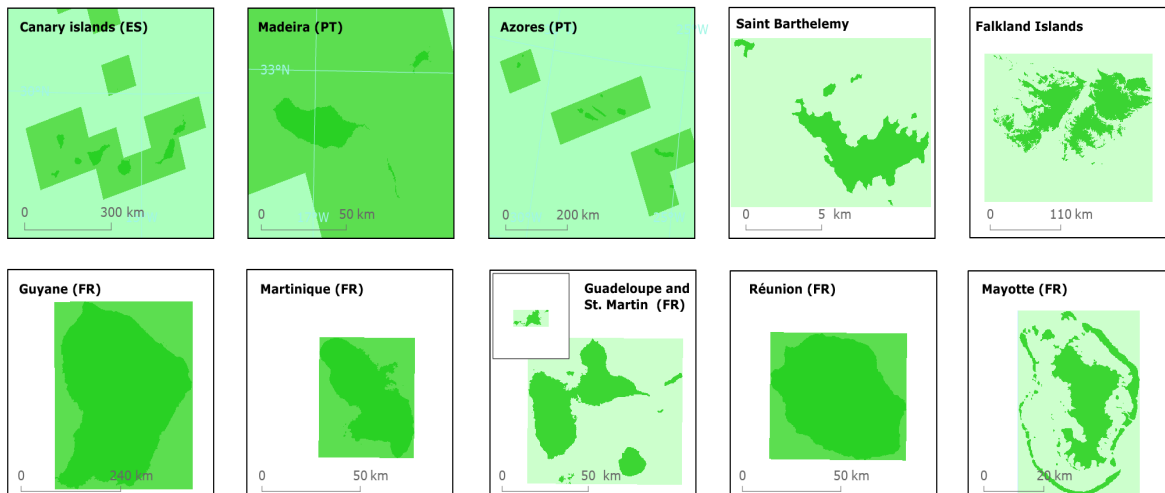 Canary islands (ES)
0 300 km
Madeira (PT)
33°N
0 50 km
Azores (PT)
0 200 km
Saint Barthelemy
0 5 km
Falkland Islands
0 110 km
Guyane (FR)
0 240 km
Martinique (FR)
0 50 km
Guadeloupe and
St. Martin (FR)
0 50 km
Réunion (FR)
0 50 km
Mayotte (FR)
0 20 km